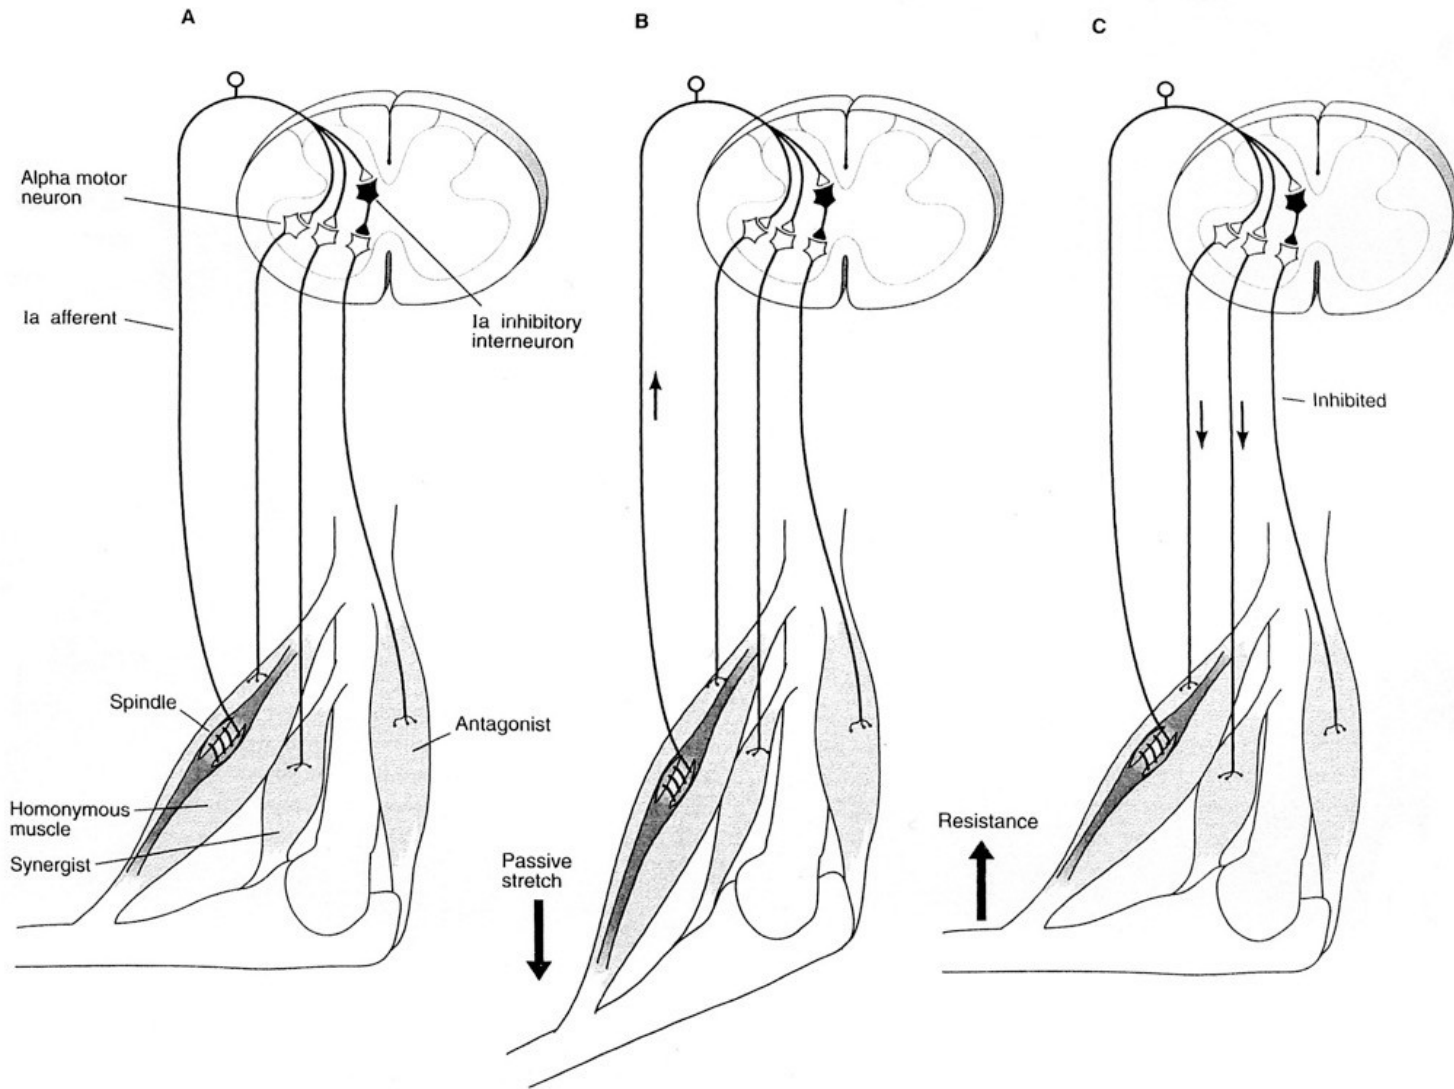 A
B
C
Alpha motor
neuron
Ia afferent
Ia inhibitory
interneuron
Inhibited
Spindle
Antagonist
Homonymous
muscle
Synergist
Passive
stretch
Resistance